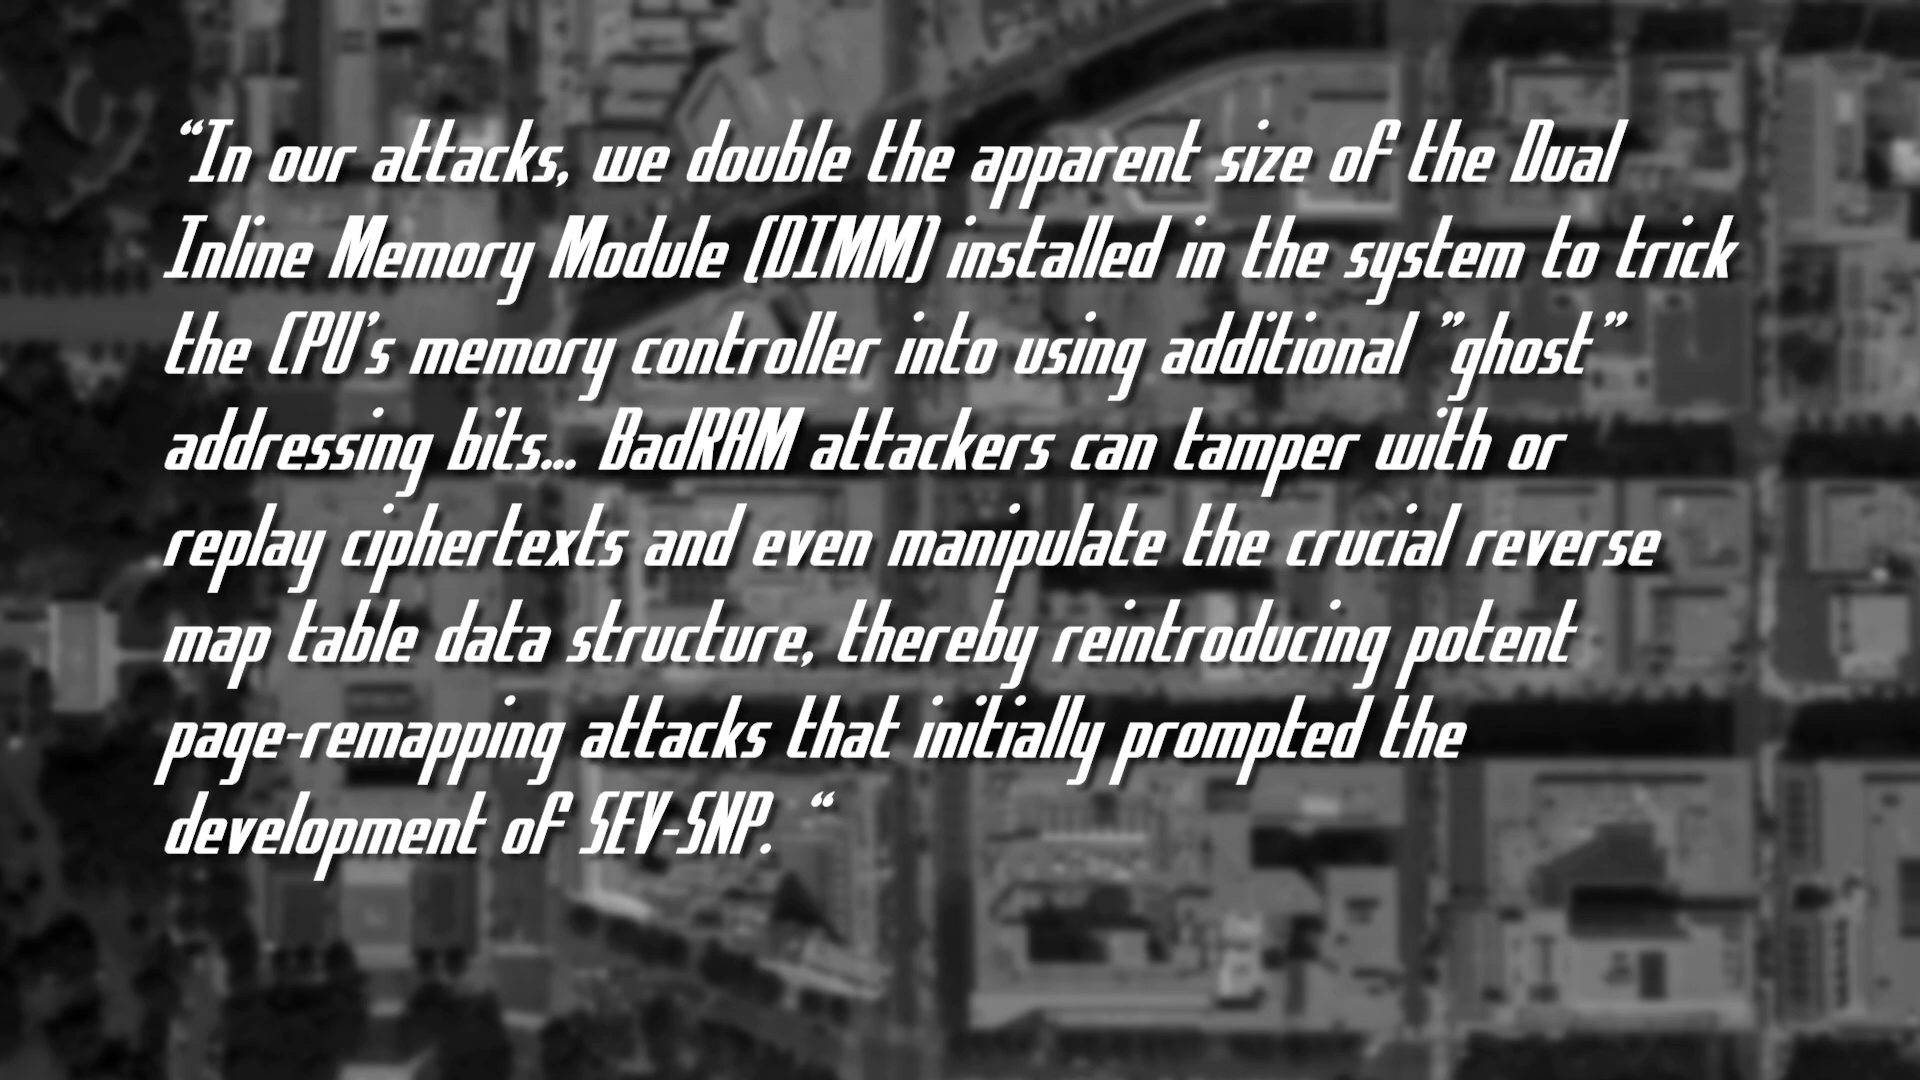 “In our attacks, we double the apparent size of the Dual
Inline Memory Module (DIMM) installed in the system to trick
the CPU’s memory controller into using additional ”ghost”
addressing bits... BadRAM attackers can tamper with or
replay ciphertexts and even manipulate the crucial reverse
map table data structure, thereby reintroducing potent
page-remapping attacks that initially prompted the
development of SEV-SNP. “